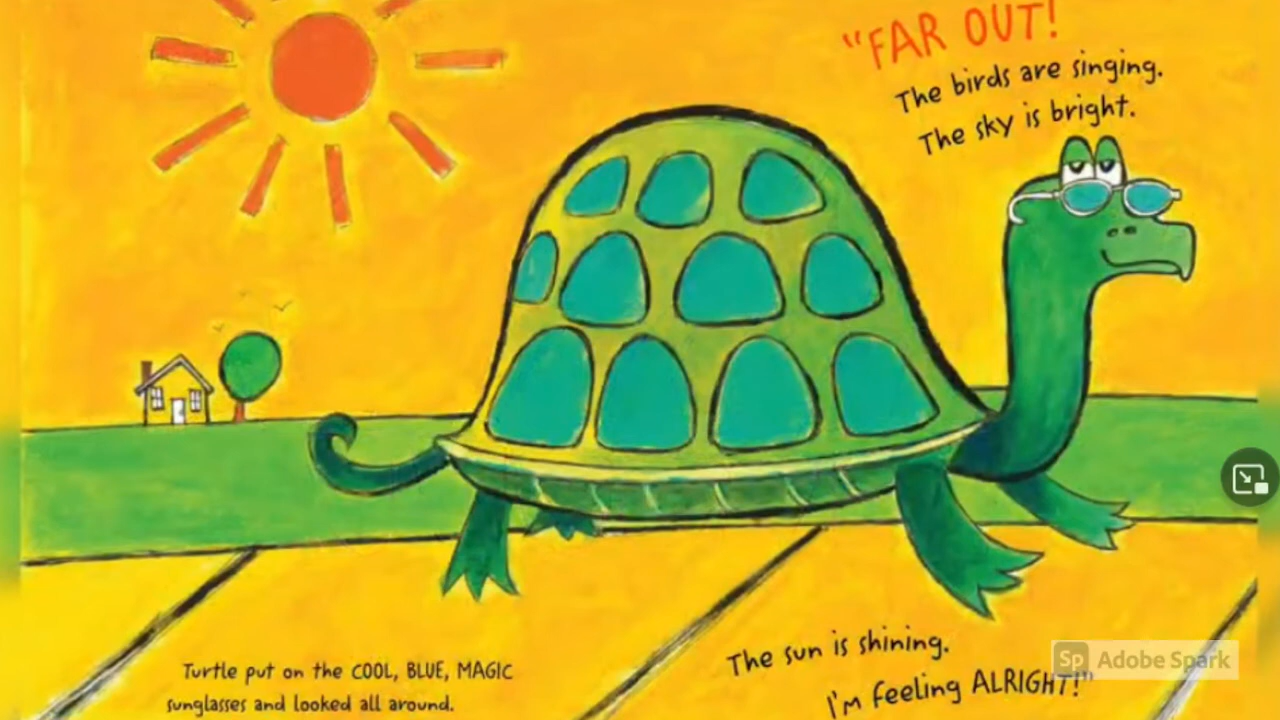 "FAR OUT!
The birds are singing.
The sky is bright.
Turtle put on the COOL, BLUE, MAGIC
sunglasses and looked all around.
The sun is shining.
I'm feeling ALRIGHT!"
Sp Adobe Spark